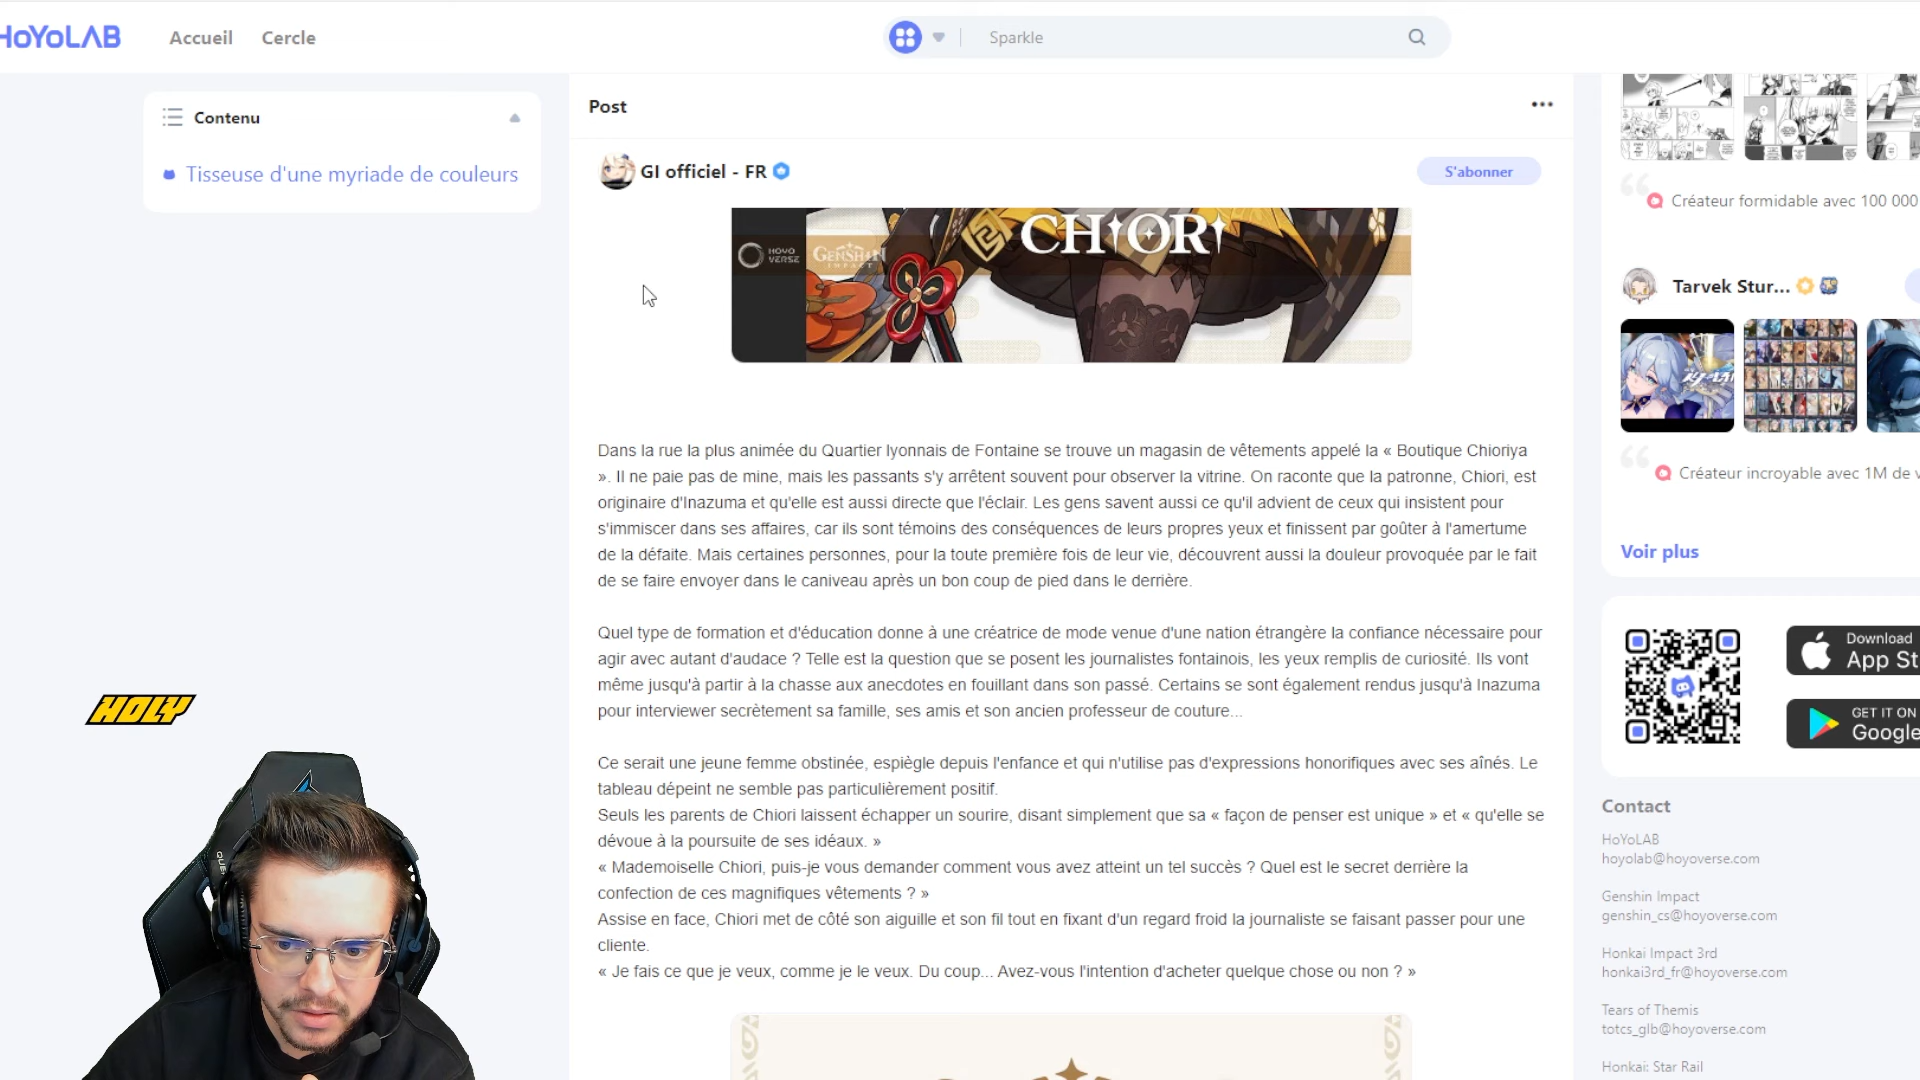 HoYoLAB
Accueil
Cercle
Sparkle
Contenu
Tisseuse d'une myriade de couleurs
Post
GI officiel - FR
S'abonner
CHIORI
HOYO
VERSE
GENSHIN
IMPACT
Dans la rue la plus animée du Quartier lyonnais de Fontaine se trouve un magasin de vêtements appelé la « Boutique Chioriya
». Il ne paie pas de mine, mais les passants s'y arrêtent souvent pour observer la vitrine. On raconte que la patronne, Chiori, est
originaire d'Inazuma et qu'elle est aussi directe que l'éclair. Les gens savent aussi ce qu'il advient de ceux qui insistent pour
s'immiscer dans ses affaires, car ils sont témoins des conséquences de leurs propres yeux et finissent par goûter à l'amertume
de la défaite. Mais certaines personnes, pour la toute première fois de leur vie, découvrent aussi la douleur provoquée par le fait
de se faire envoyer dans le caniveau après un bon coup de pied dans le derrière.
Quel type de formation et d'éducation donne à une créatrice de mode venue d'une nation étrangère la confiance nécessaire pour
agir avec autant d'audace ? Telle est la question que se posent les journalistes fontainois, les yeux remplis de curiosité. Ils vont
même jusqu'à partir à la chasse aux anecdotes en fouillant dans son passé. Certains se sont également rendus jusqu'à Inazuma
pour interviewer secrètement sa famille, ses amis et son ancien professeur de couture...
Ce serait une jeune femme obstinée, espiègle depuis l'enfance et qui n'utilise pas d'expressions honorifiques avec ses aînés. Le
tableau dépeint ne semble pas particulièrement positif.
Seuls les parents de Chiori laissent échapper un sourire, disant simplement que sa « façon de penser est unique » et « qu'elle se
dévoue à la poursuite de ses idéaux. »
« Mademoiselle Chiori, puis-je vous demander comment vous avez atteint un tel succès ? Quel est le secret derrière la
confection de ces magnifiques vêtements ? »
Assise en face, Chiori met de côté son aiguille et son fil tout en fixant d'un regard froid la journaliste se faisant passer pour une
cliente.
« Je fais ce que je veux, comme je le veux. Du coup... Avez-vous l'intention d'acheter quelque chose ou non ? »
HOLY
Créateur formidable avec 100 000
Tarvek Stur...
Créateur incroyable avec 1M de v
Voir plus
Download
App St
GET IT ON
Google
Contact
HoYoLAB
hoyolab@hoyoverse.com
Genshin Impact
genshin_cs@hoyoverse.com
Honkai Impact 3rd
honkai3rd_fr@hoyoverse.com
Tears of Themis
totcs_glb@hoyoverse.com
Honkai: Star Rail